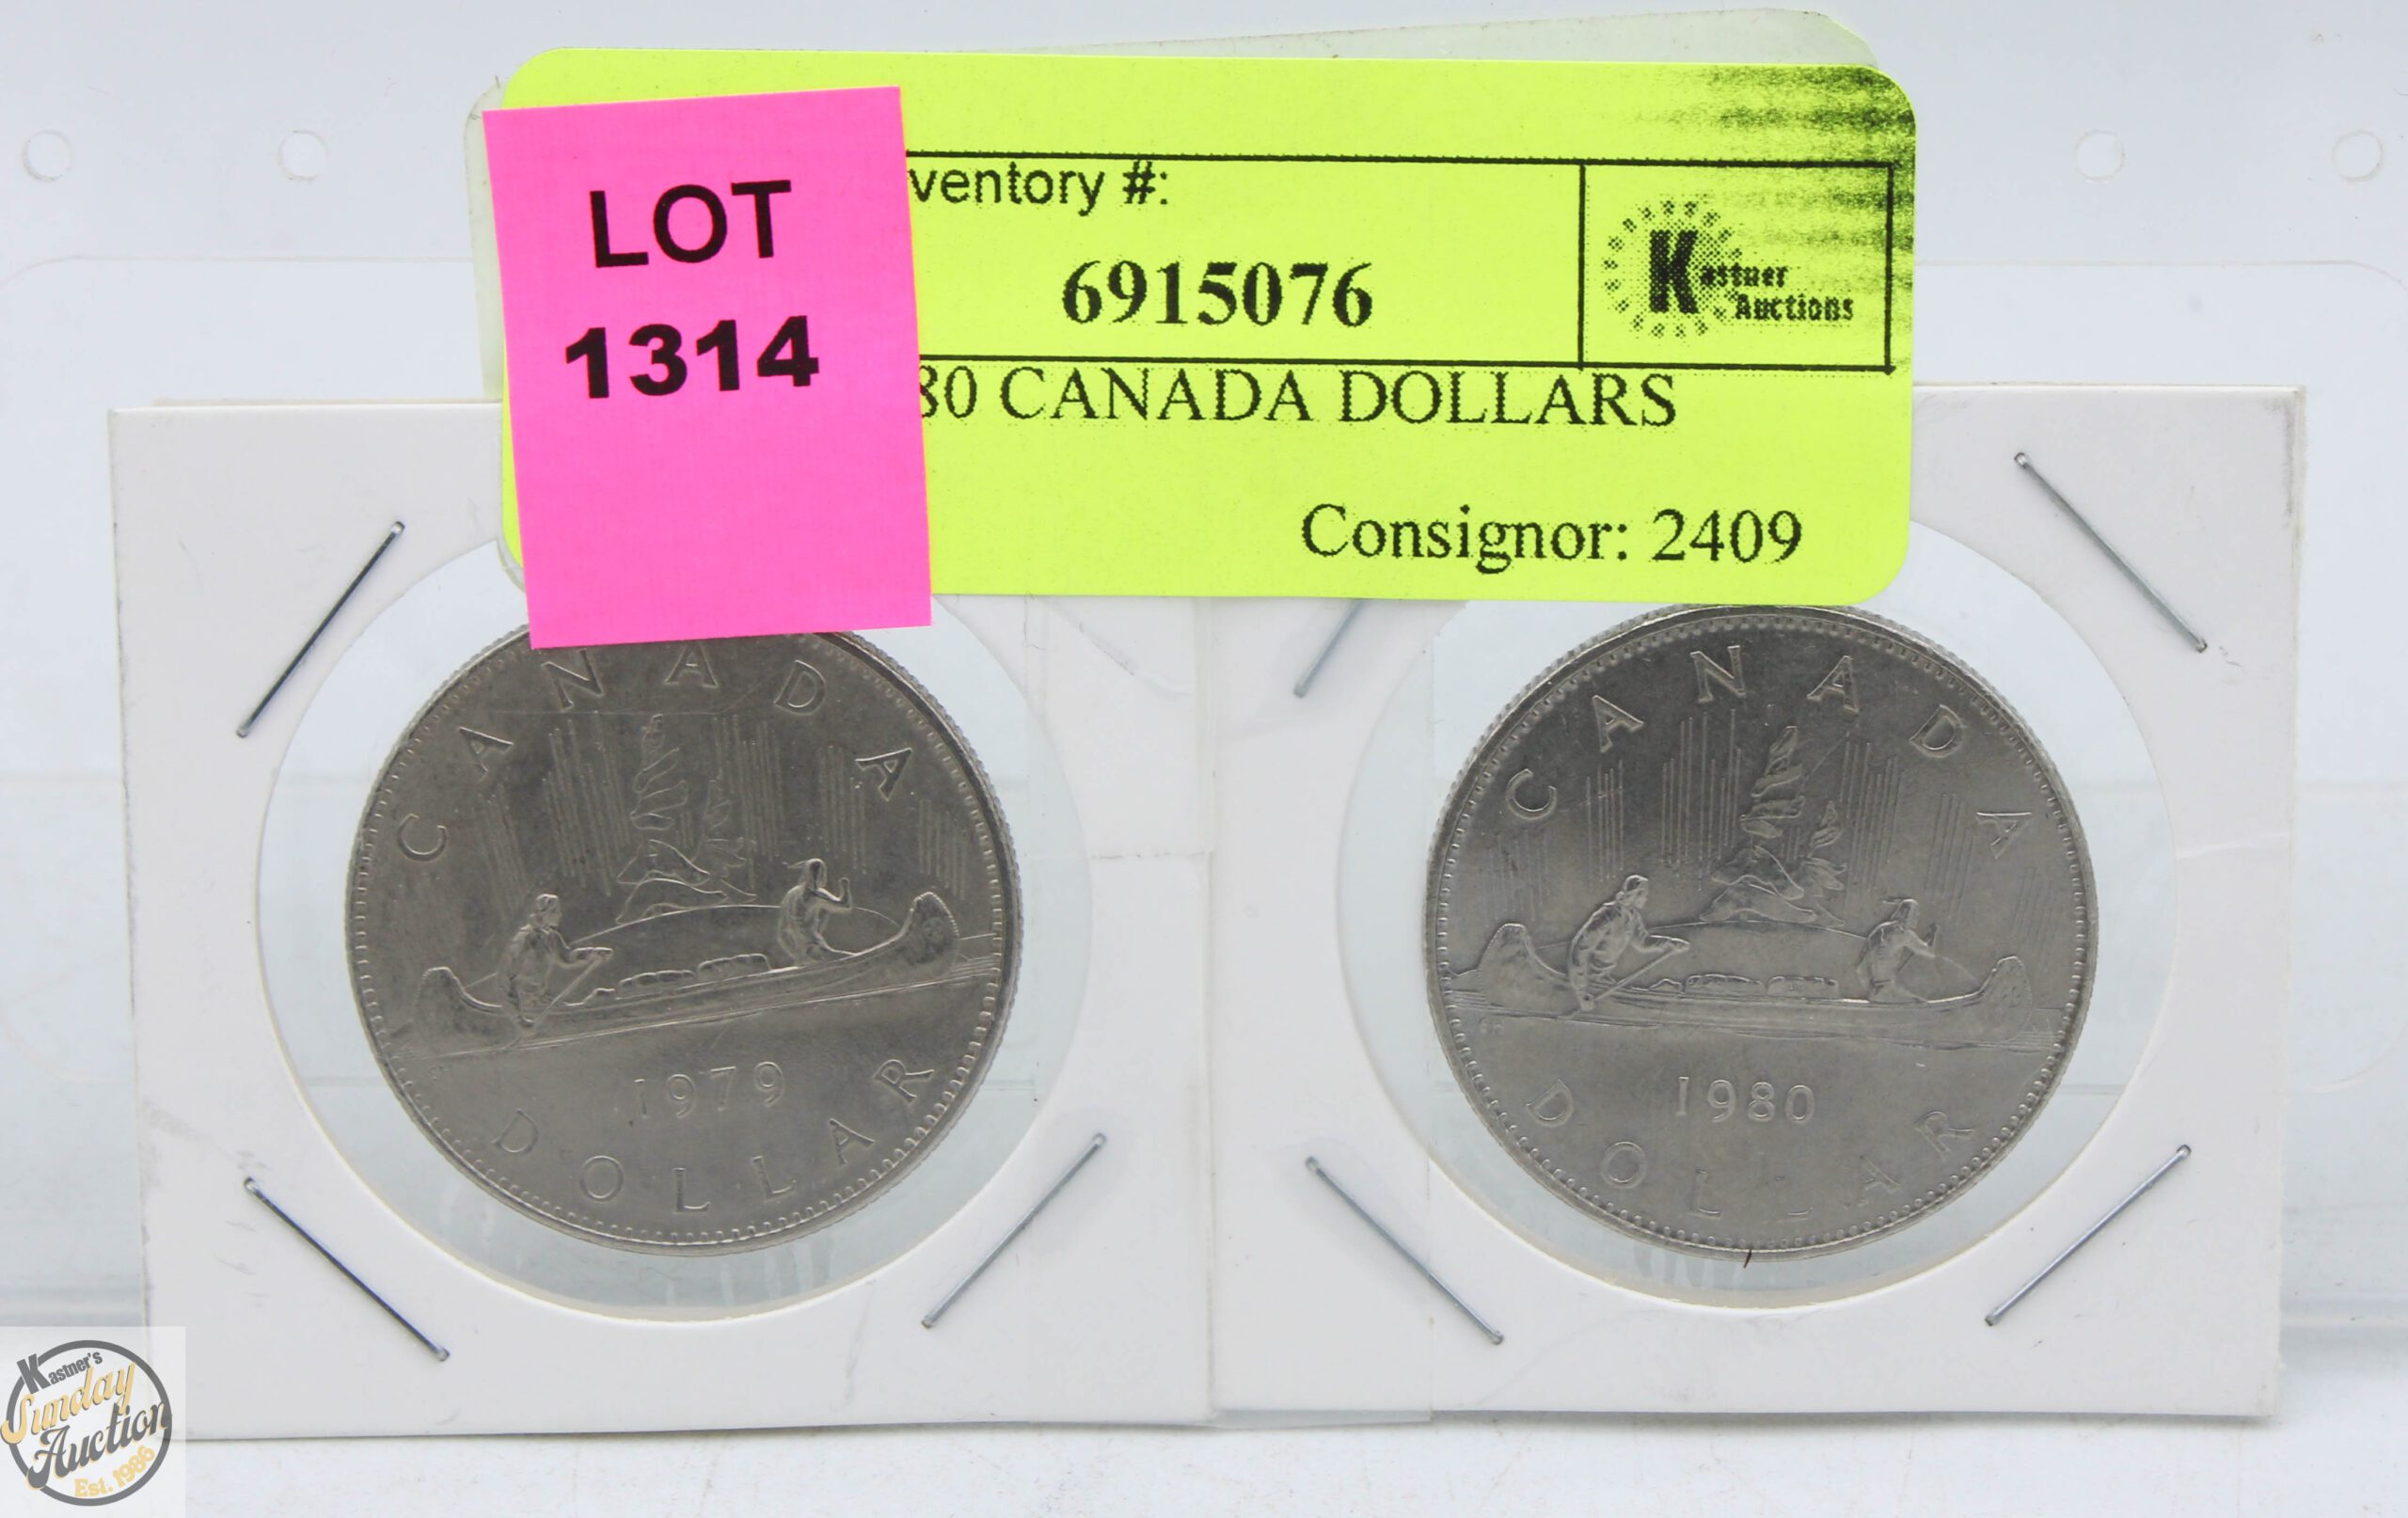 LOT
1314
ventory #:
6915076
Kastner
Auctions
80 CANADA DOLLARS
Consignor: 2409
CANADA
1979
DOLLAR
CANADA
1980
DOLLAR
Kastner's
Sunday
Auction
Est. 1986